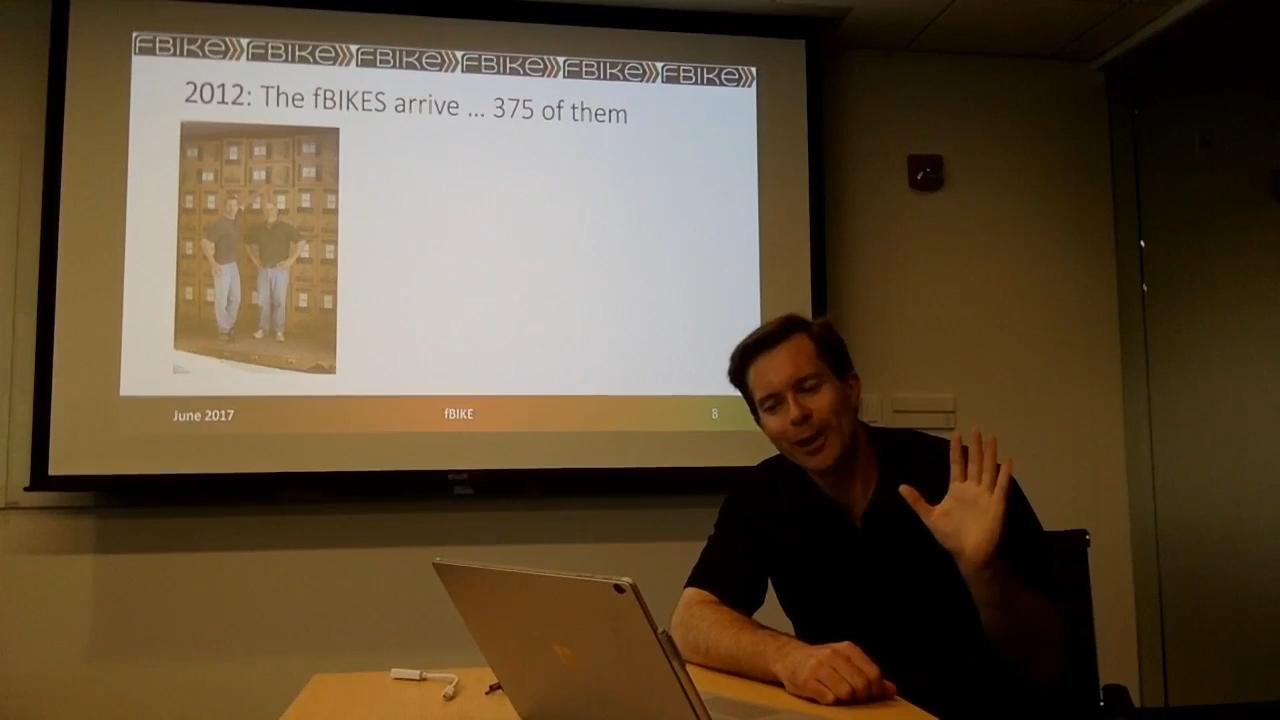 FBIKE》FBIKE》FBIKE》FBIKE》FBIKE》FBIKE》
2012: The fBIKES arrive ... 375 of them
June 2017 fBIKE 8